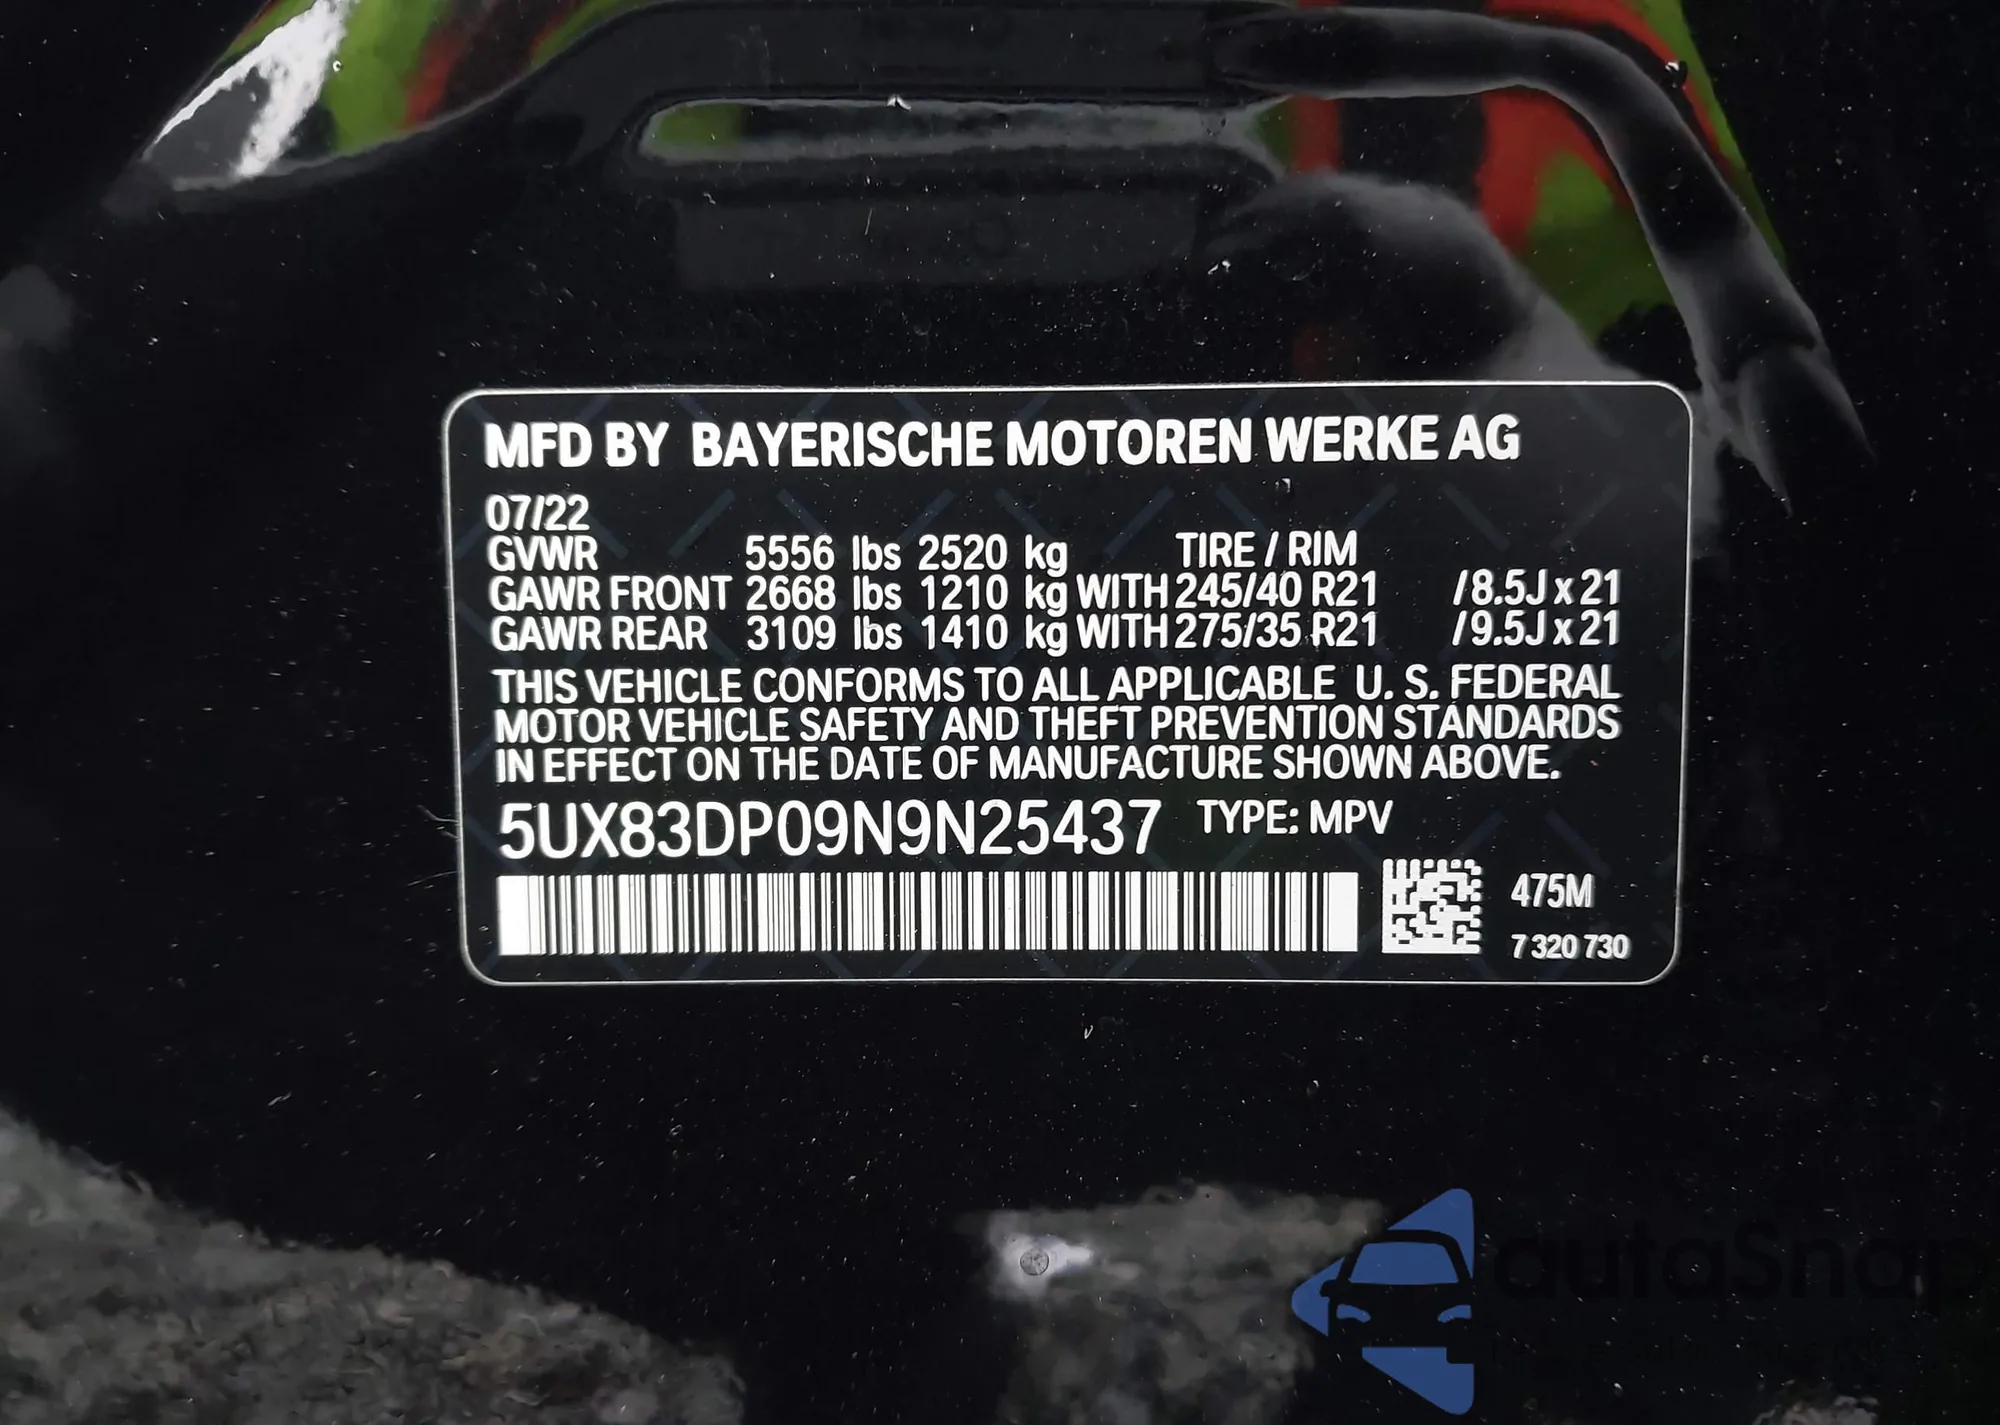 MFD BY BAYERISCHE MOTOREN WERKE AG
07/22
GVWR 5556 lbs 2520 kg TIRE / RIM
GAWR FRONT 2668 lbs 1210 kg WITH 245/40 R21 /8.5J x 21
GAWR REAR 3109 lbs 1410 kg WITH 275/35 R21 /9.5J x 21
THIS VEHICLE CONFORMS TO ALL APPLICABLE U. S. FEDERAL
MOTOR VEHICLE SAFETY AND THEFT PREVENTION STANDARDS
IN EFFECT ON THE DATE OF MANUFACTURE SHOWN ABOVE.
5UX83DP09N9N25437 TYPE: MPV
475M
7 320 730
autoSnap